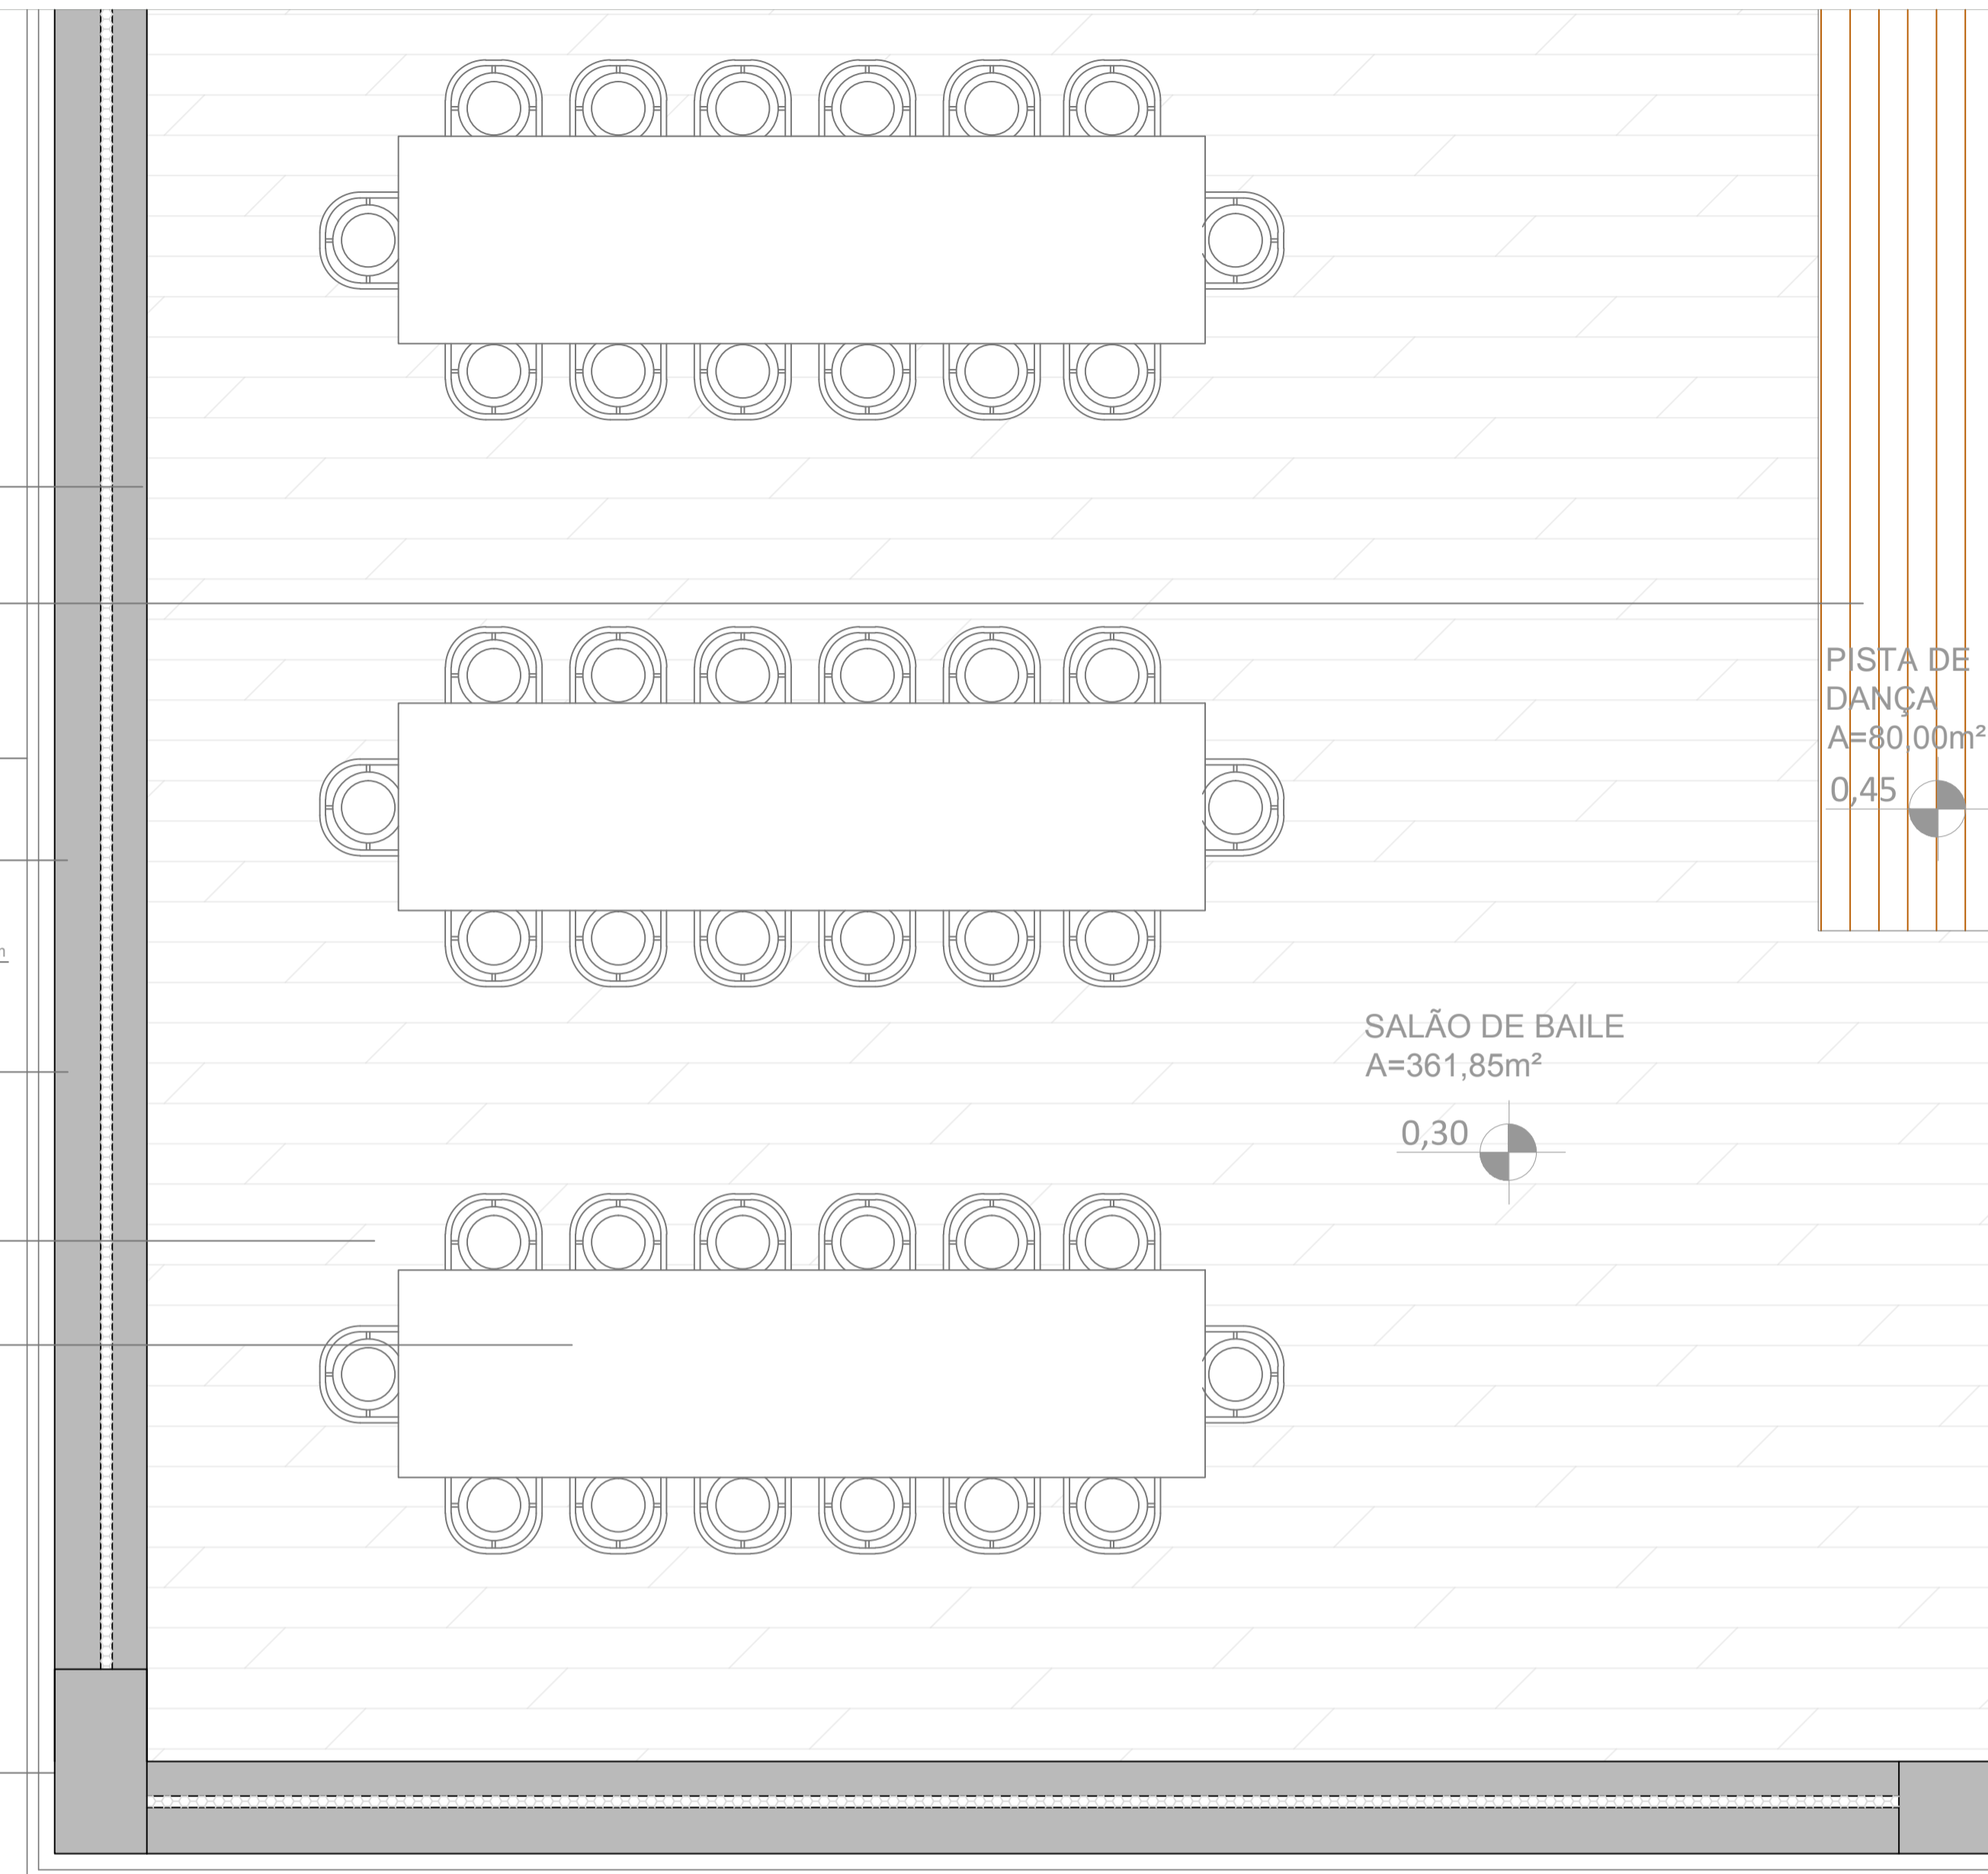 PISTA DE
DANÇA
A=80,00m²
0,45
SALÃO DE BAILE
A=361,85m²
0,30